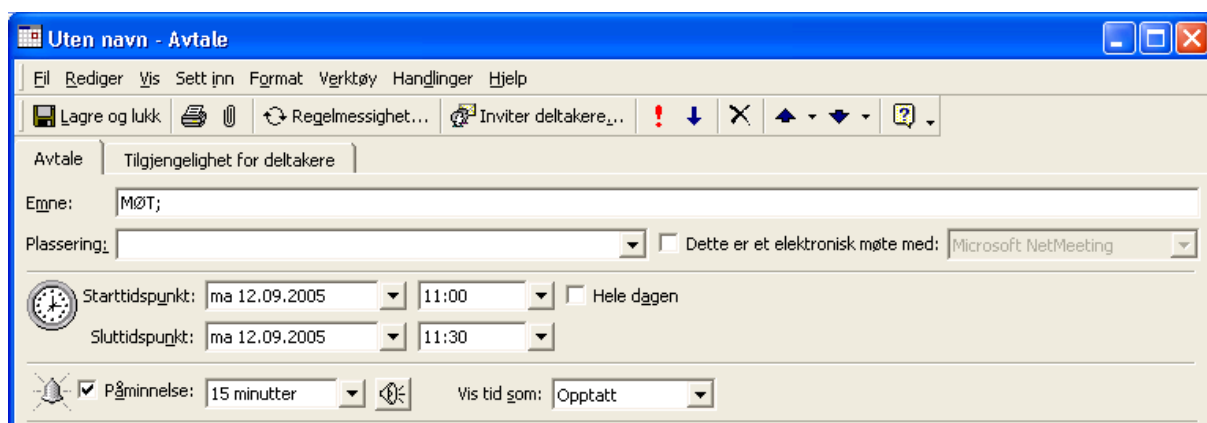 Uten navn - Avtale
Fil Rediger Vis Sett inn Format Verktøy Handlinger Hjelp
Lagre og lukk Regelmessighet... Inviter deltakere...
Avtale Tilgjengelighet for deltakere
Emne: MØT;
Plassering: Dette er et elektronisk møte med: Microsoft NetMeeting
Starttidspunkt: ma 12.09.2005 11:00 Hele dagen
Sluttidspunkt: ma 12.09.2005 11:30
Påminnelse: 15 minutter Vis tid som: Opptatt